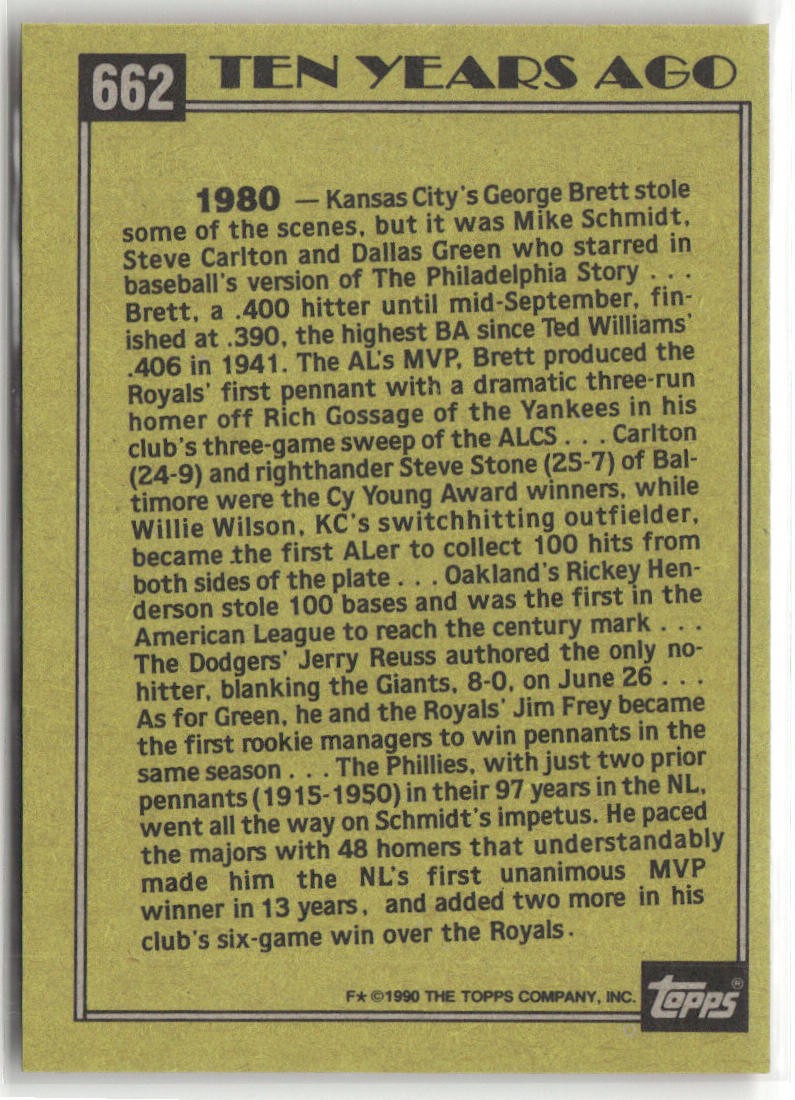 662
TEN YEARS AGO
1980 — Kansas City's George Brett stole
some of the scenes, but it was Mike Schmidt,
Steve Carlton and Dallas Green who starred in
baseball's version of The Philadelphia Story . . .
Brett, a .400 hitter until mid-September, fin-
ished at .390, the highest BA since Ted Williams'
.406 in 1941. The AL's MVP, Brett produced the
Royals' first pennant with a dramatic three-run
homer off Rich Gossage of the Yankees in his
club's three-game sweep of the ALCS . . . Carlton
(24-9) and righthander Steve Stone (25-7) of Bal-
timore were the Cy Young Award winners, while
Willie Wilson, KC's switchhitting outfielder,
became the first ALer to collect 100 hits from
both sides of the plate . . . Oakland's Rickey Hen-
derson stole 100 bases and was the first in the
American League to reach the century mark . . .
The Dodgers' Jerry Reuss authored the only no-
hitter, blanking the Giants, 8-0, on June 26 . . .
As for Green, he and the Royals' Jim Frey became
the first rookie managers to win pennants in the
same season . . . The Phillies, with just two prior
pennants (1915-1950) in their 97 years in the NL,
went all the way on Schmidt's impetus. He paced
the majors with 48 homers that understandably
made him the NL's first unanimous MVP
winner in 13 years, and added two more in his
club's six-game win over the Royals.
F★ ©1990 THE TOPPS COMPANY, INC.
topps®